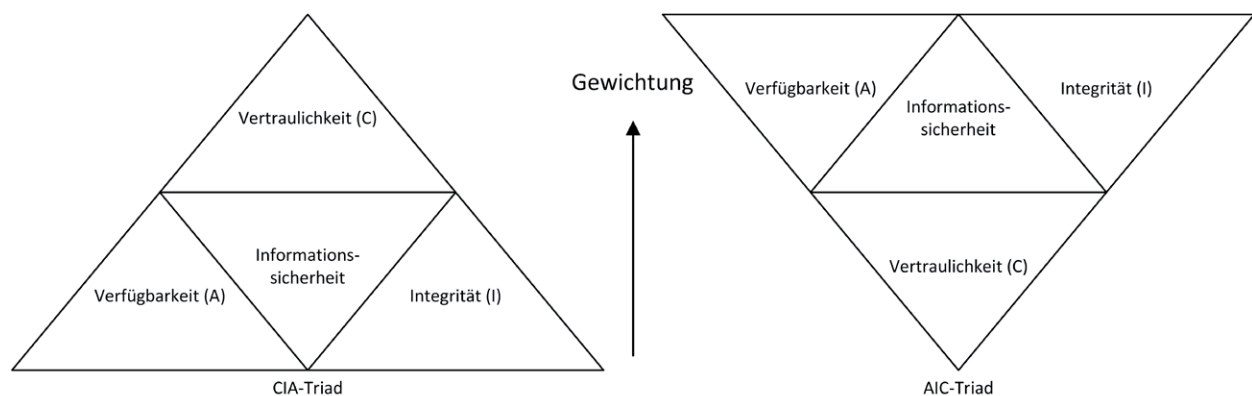 Vertraulichkeit (C)
Informations-
sicherheit
Verfügbarkeit (A)
Integrität (I)
CIA-Triad
Gewichtung
Verfügbarkeit (A)
Informations-
sicherheit
Integrität (I)
Vertraulichkeit (C)
AIC-Triad